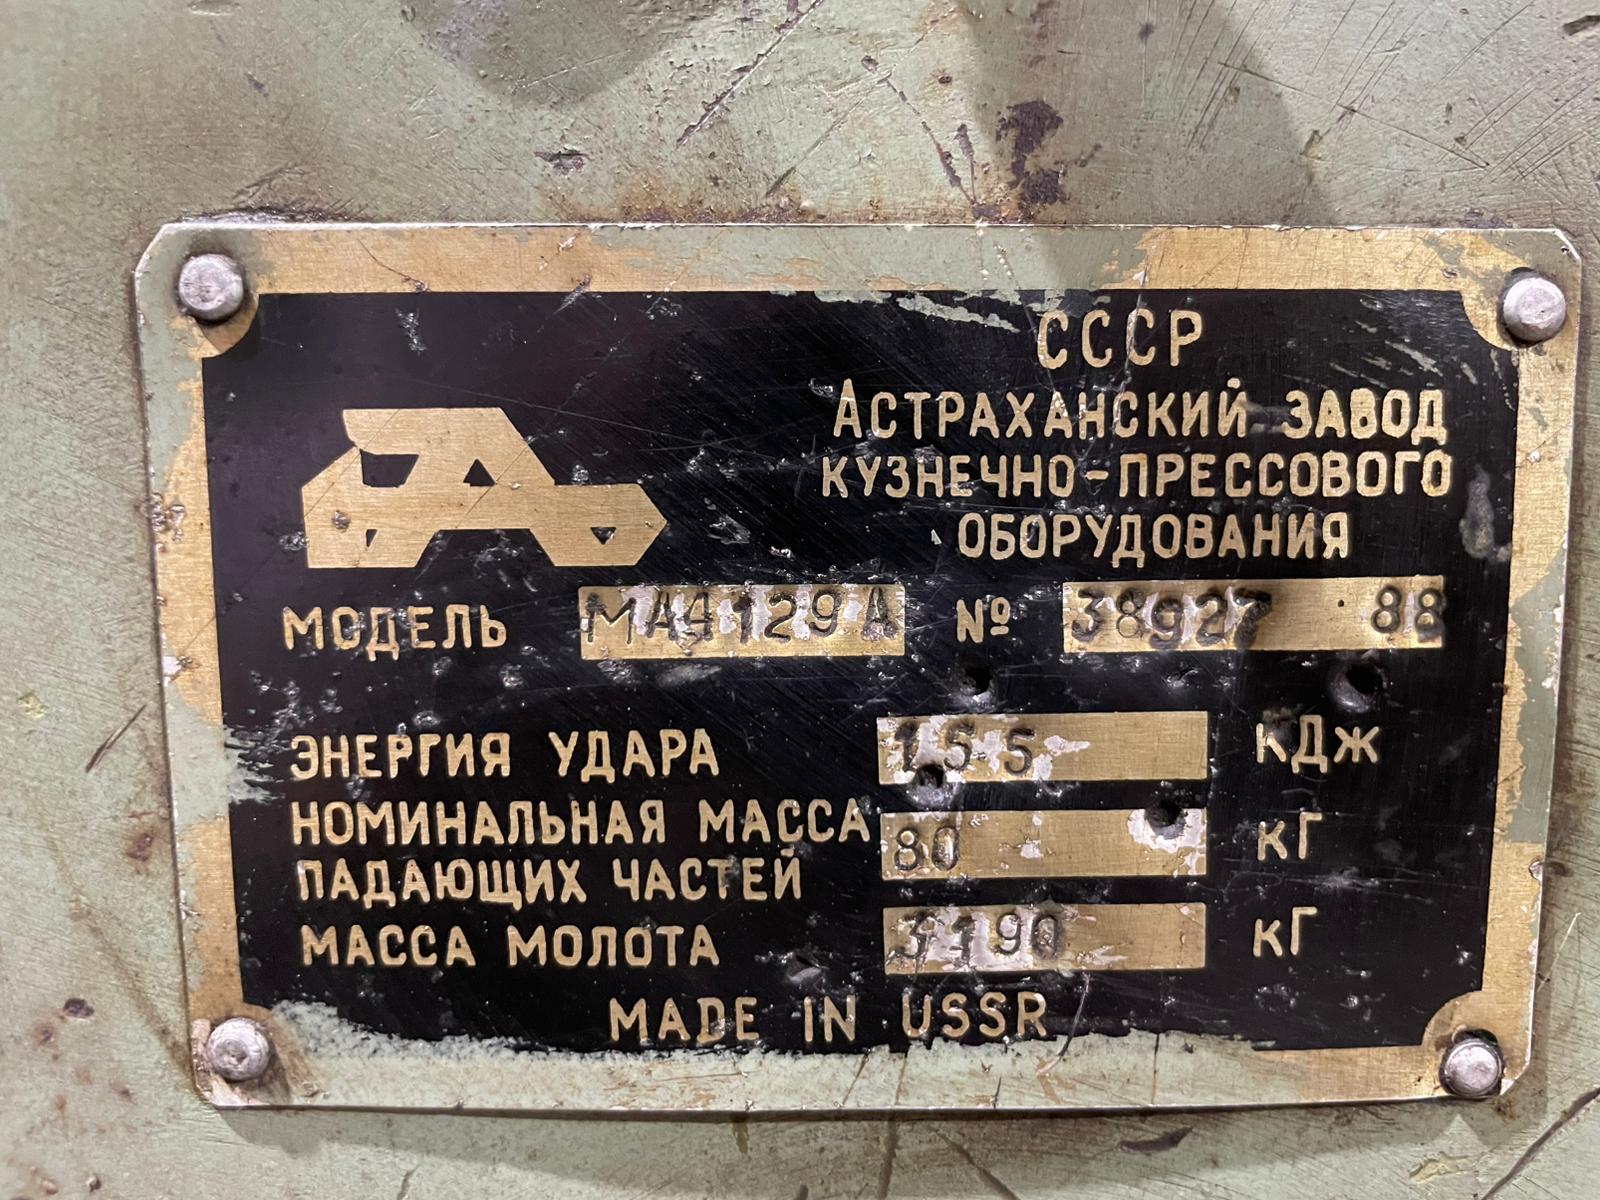 СССР
АСТРАХАНСКИЙ ЗАВОД
КУЗНЕЧНО-ПРЕССОВОГО
ОБОРУДОВАНИЯ
МОДЕЛЬ МА4129А № 38927 88
ЭНЕРГИЯ УДАРА 1 5 5 КДЖ
НОМИНАЛЬНАЯ МАССА
ПАДАЮЩИХ ЧАСТЕЙ 80 КГ
МАССА МОЛОТА 3190 КГ
MADE IN USSR